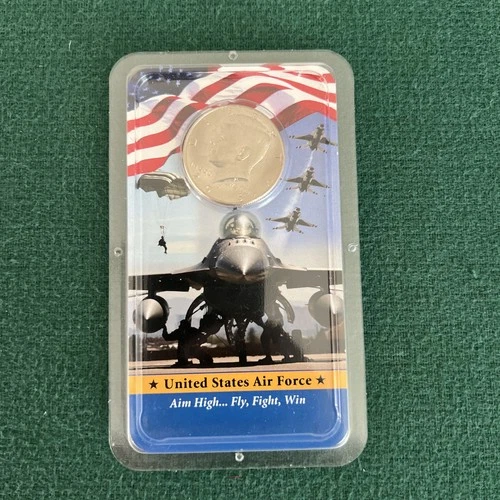 ★ United States Air Force ★
Aim High... Fly, Fight, Win